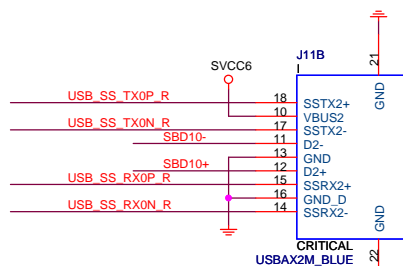 J11B
21
GND
SVCC6
USB_SS_TX0P_R 18 SSTX2+
10 VBUS2
USB_SS_TX0N_R 17 SSTX2-
SBD10- 11 D2-
13 GND
SBD10+ 12 D2+
USB_SS_RX0P_R 15 SSRX2+
16 GND_D
USB_SS_RX0N_R 14 SSRX2-
GND
22
CRITICAL
USBAX2M_BLUE